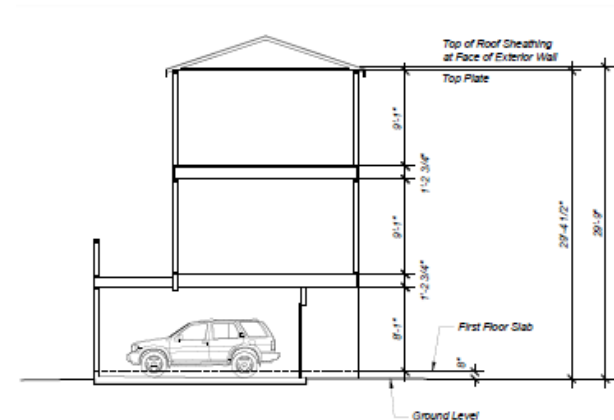 Top of Roof Sheathing
at Face of Exterior Wall
Top Plate
9'-1"
1'-2 3/4"
9'-1"
1'-2 3/4"
8'-1"
8"
29'-4 1/2"
29'-9"
First Floor Slab
Ground Level